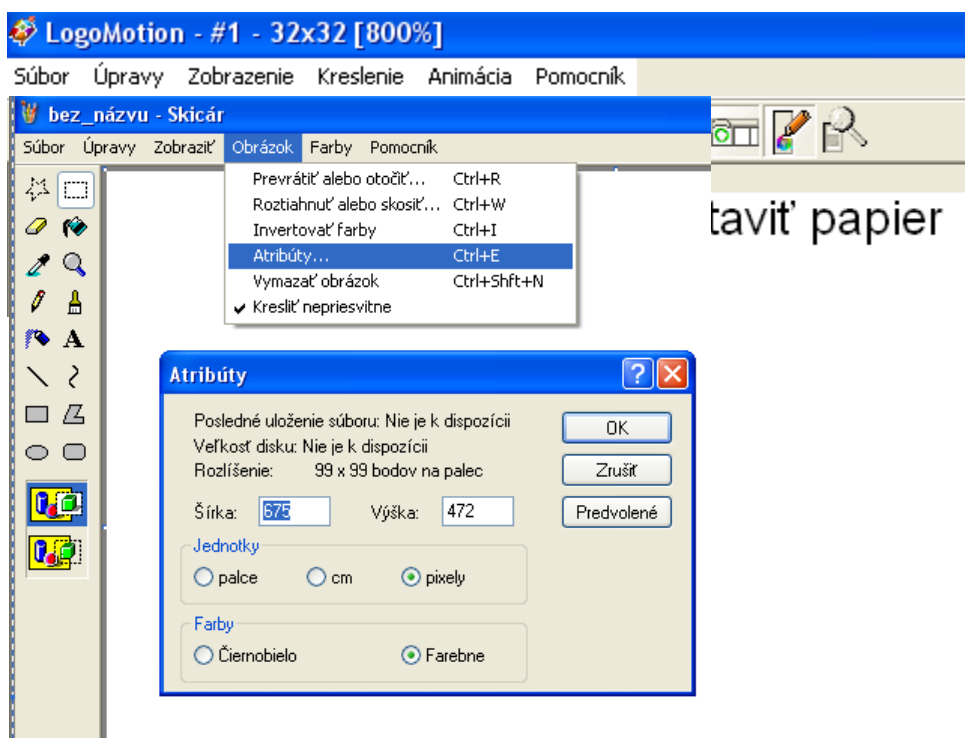 LogoMotion - #1 - 32x32 [800%]
Súbor Úpravy Zobrazenie Kreslenie Animácia Pomocník
bez_názvu - Skicár
Súbor Úpravy Zobraziť Obrázok Farby Pomocník
Prevrátiť alebo otočiť... Ctrl+R
Roztiahnuť alebo skosiť... Ctrl+W
Invertovať farby Ctrl+I
Atribúty... Ctrl+E
Vymazať obrázok Ctrl+Shft+N
Kresliť nepriesvitne
taviť papier
A
Atribúty
Posledné uloženie súboru: Nie je k dispozícii
Veľkosť disku: Nie je k dispozícii
Rozlíšenie: 99 x 99 bodov na palec
Šírka: 675 Výška: 472
Jednotky
palce cm pixely
Farby
Čiernobielo Farebne
OK
Zrušiť
Predvolené